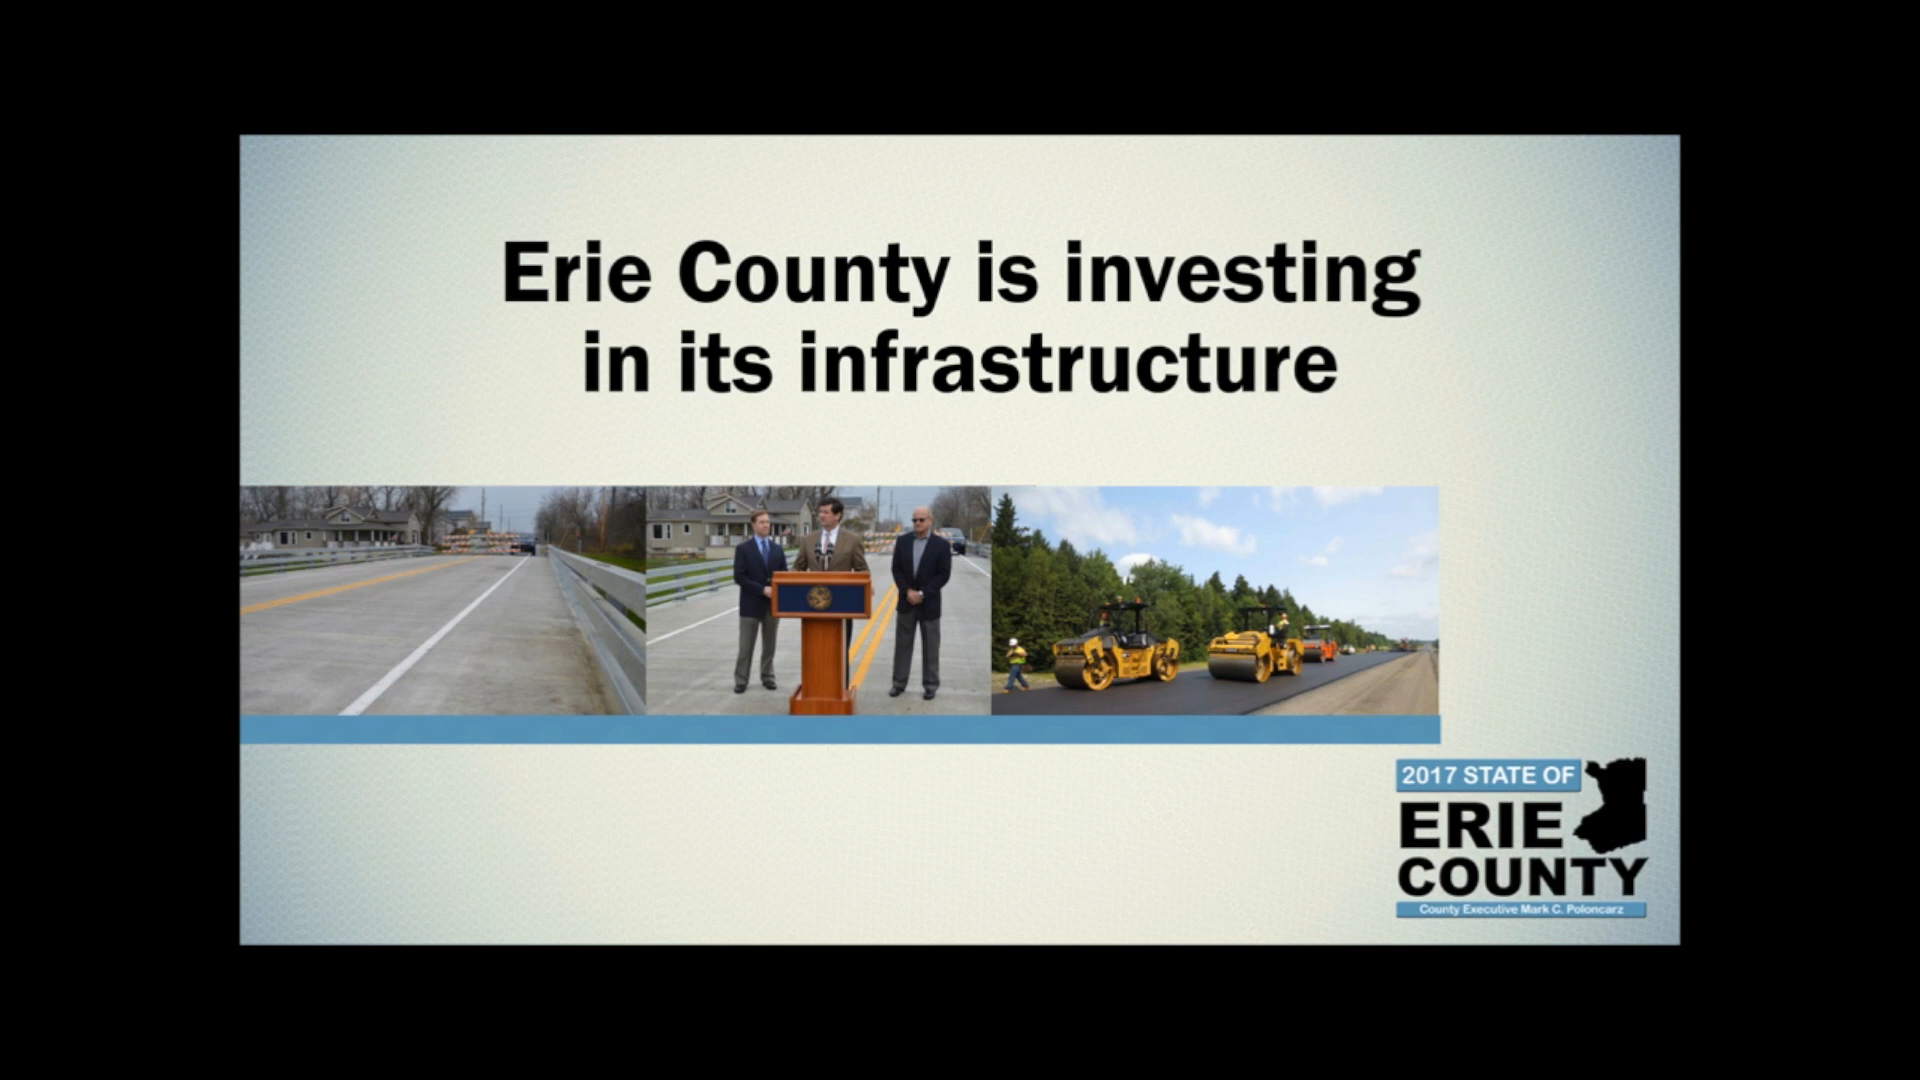 Erie County is investing
in its infrastructure
2017 STATE OF
ERIE
COUNTY
County Executive Mark C. Poloncarz